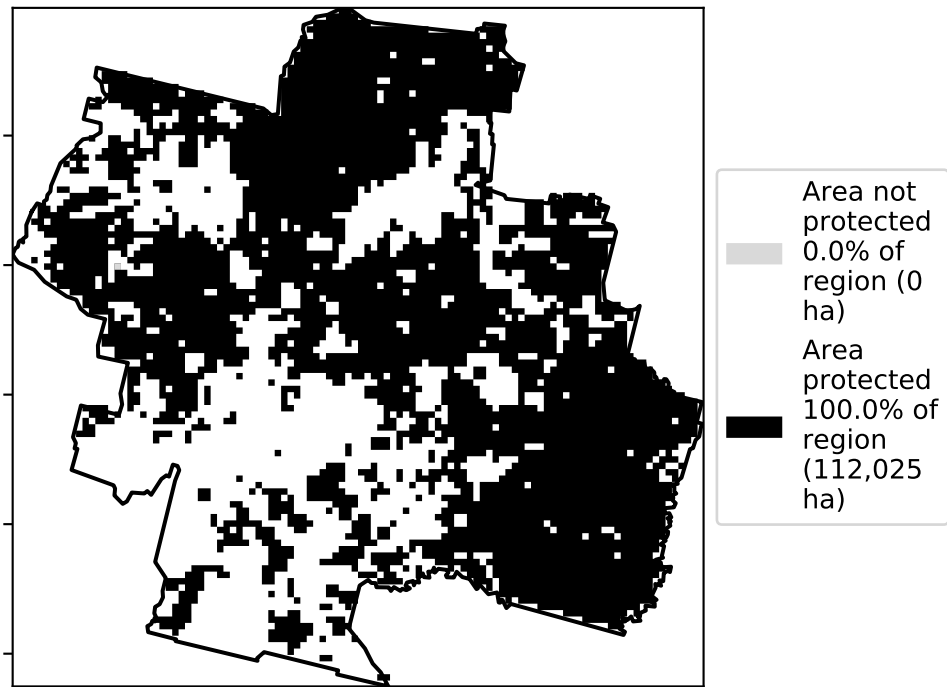 Area not
protected
0.0% of
region (0
ha)
Area
protected
100.0% of
region
(112,025
ha)